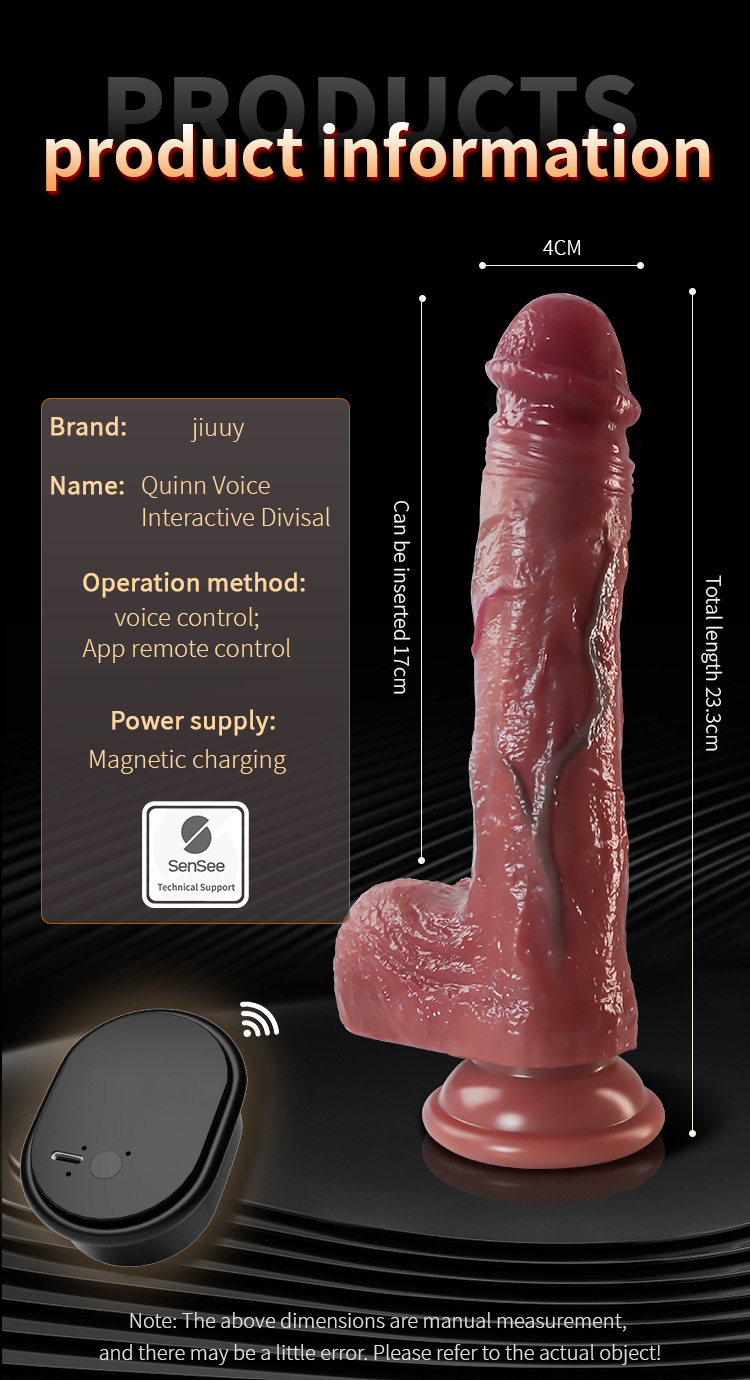 PRODUCTS
product information
4CM
Brand: jiuuy
Name: Quinn Voice
Interactive Divisal
Operation method:
voice control;
App remote control
Power supply:
Magnetic charging
SenSee
Technical Support
Can be inserted 17cm
Total length 23.3cm
Note: The above dimensions are manual measurement,
and there may be a little error. Please refer to the actual object!